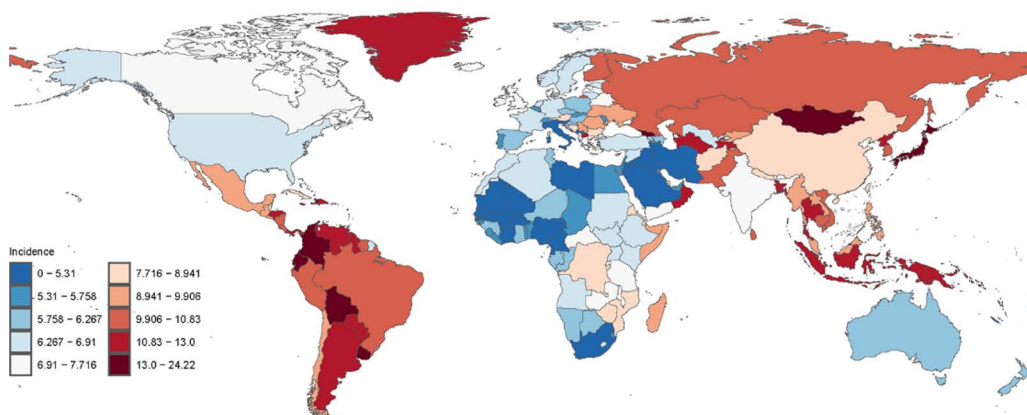 Incidence
0 – 5.31
5.31 – 5.758
5.758 – 6.267
6.267 – 6.91
6.91 – 7.716
7.716 – 8.941
8.941 – 9.906
9.906 – 10.83
10.83 – 13.0
13.0 – 24.22